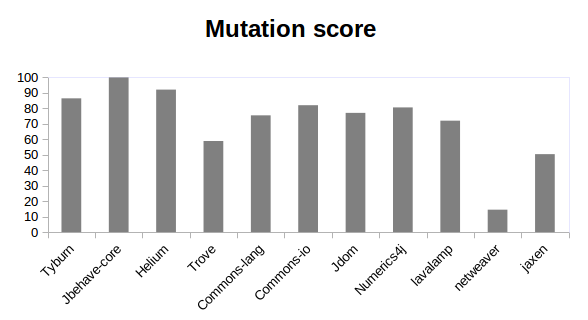 Mutation score
100
90
80
70
60
50
40
30
20
10
0
Tyburn
Jbehave-core
Helium
Trove
Commons-lang
Commons-io
Jdom
Numerics4j
lavalamp
netweaver
jaxen